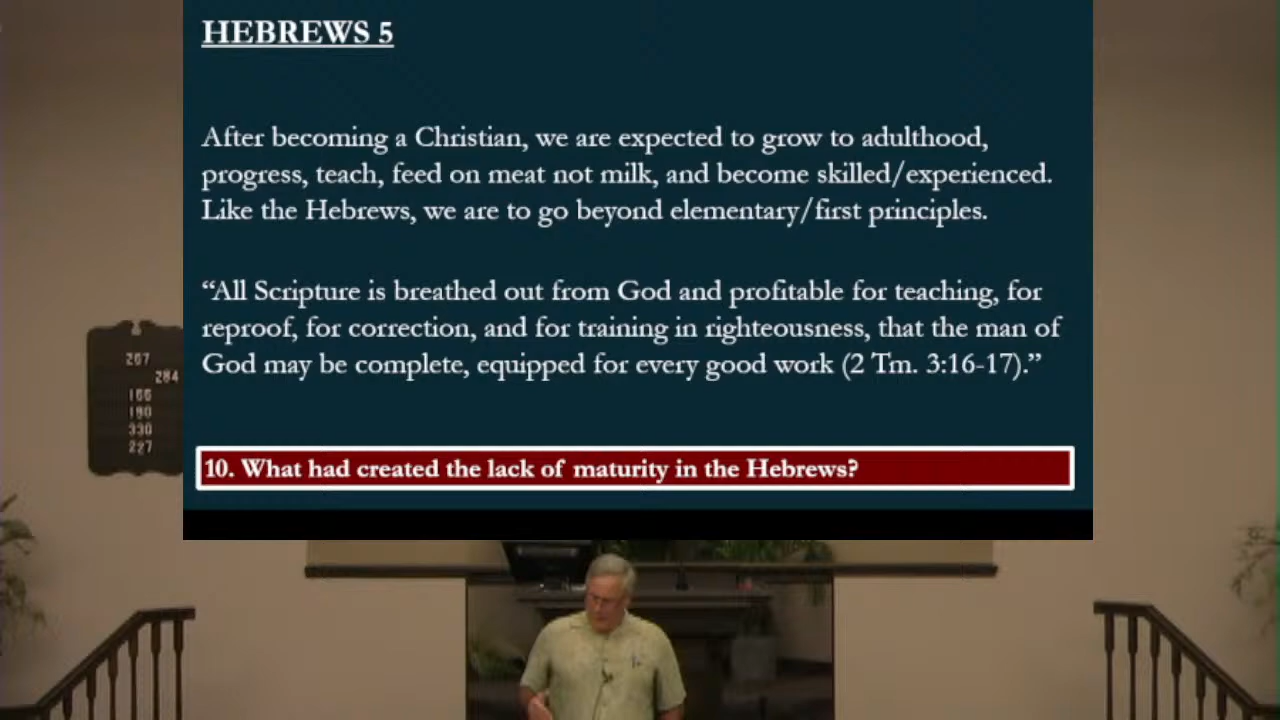 HEBREWS 5
After becoming a Christian, we are expected to grow to adulthood,
progress, teach, feed on meat not milk, and become skilled/experienced.
Like the Hebrews, we are to go beyond elementary/first principles.
“All Scripture is breathed out from God and profitable for teaching, for
reproof, for correction, and for training in righteousness, that the man of
God may be complete, equipped for every good work (2 Tm. 3:16-17).”
10. What had created the lack of maturity in the Hebrews?
267
284
166
190
330
227